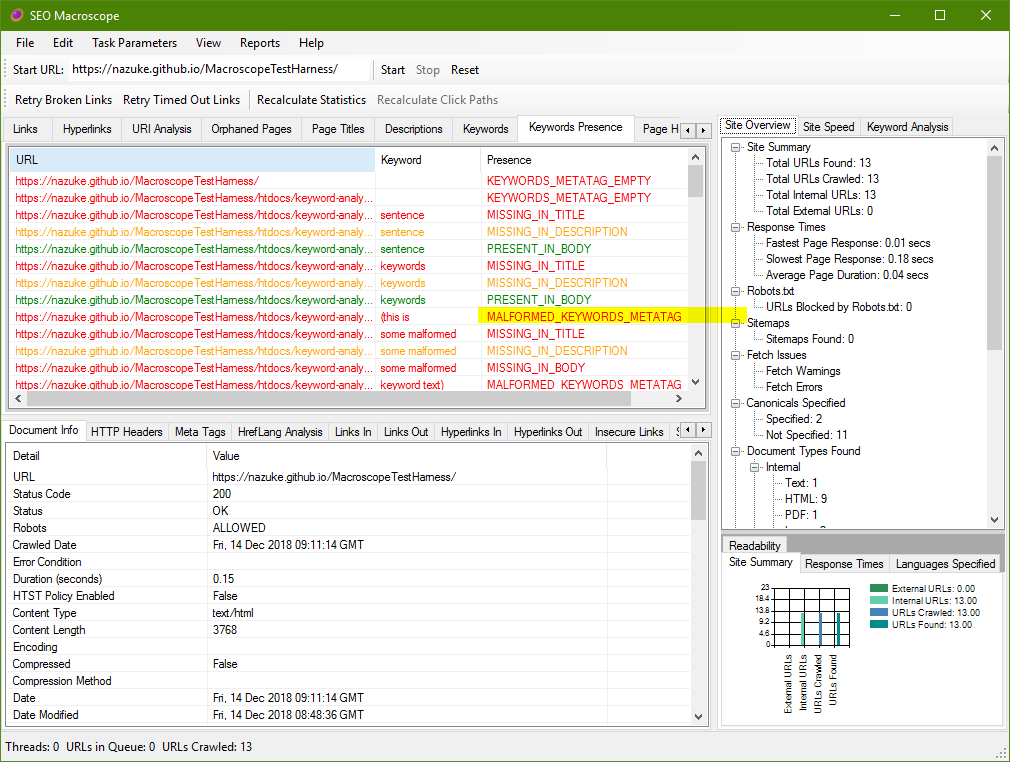 SEO Macroscope
File Edit Task Parameters View Reports Help
Start URL: https://nazuke.github.io/MacroscopeTestHarness/ Start Stop Reset
Retry Broken Links Retry Timed Out Links Recalculate Statistics Recalculate Click Paths
Links Hyperlinks URI Analysis Orphaned Pages Page Titles Descriptions Keywords Keywords Presence Page H
URL Keyword Presence
https://nazuke.github.io/MacroscopeTestHarness/ KEYWORDS_METATAG_EMPTY
https://nazuke.github.io/MacroscopeTestHarness/htdocs/keyword-analy... KEYWORDS_METATAG_EMPTY
https://nazuke.github.io/MacroscopeTestHarness/htdocs/keyword-analy... sentence MISSING_IN_TITLE
https://nazuke.github.io/MacroscopeTestHarness/htdocs/keyword-analy... sentence MISSING_IN_DESCRIPTION
https://nazuke.github.io/MacroscopeTestHarness/htdocs/keyword-analy... sentence PRESENT_IN_BODY
https://nazuke.github.io/MacroscopeTestHarness/htdocs/keyword-analy... keywords MISSING_IN_TITLE
https://nazuke.github.io/MacroscopeTestHarness/htdocs/keyword-analy... keywords MISSING_IN_DESCRIPTION
https://nazuke.github.io/MacroscopeTestHarness/htdocs/keyword-analy... keywords PRESENT_IN_BODY
https://nazuke.github.io/MacroscopeTestHarness/htdocs/keyword-analy... (this is MALFORMED_KEYWORDS_METATAG
https://nazuke.github.io/MacroscopeTestHarness/htdocs/keyword-analy... some malformed MISSING_IN_TITLE
https://nazuke.github.io/MacroscopeTestHarness/htdocs/keyword-analy... some malformed MISSING_IN_DESCRIPTION
https://nazuke.github.io/MacroscopeTestHarness/htdocs/keyword-analy... some malformed MISSING_IN_BODY
https://nazuke.github.io/MacroscopeTestHarness/htdocs/keyword-analy... keyword text) MALFORMED_KEYWORDS_METATAG
Document Info HTTP Headers Meta Tags HrefLang Analysis Links In Links Out Hyperlinks In Hyperlinks Out Insecure Links
Detail Value
URL https://nazuke.github.io/MacroscopeTestHarness/
Status Code 200
Status OK
Robots ALLOWED
Crawled Date Fri, 14 Dec 2018 09:11:14 GMT
Error Condition
Duration (seconds) 0.15
HTST Policy Enabled False
Content Type text/html
Content Length 3768
Encoding
Compressed False
Compression Method
Date Fri, 14 Dec 2018 09:11:14 GMT
Date Modified Fri, 14 Dec 2018 08:48:36 GMT
Site Overview Site Speed Keyword Analysis
Site Summary
Total URLs Found: 13
Total URLs Crawled: 13
Total Internal URLs: 13
Total External URLs: 0
Response Times
Fastest Page Response: 0.01 secs
Slowest Page Response: 0.18 secs
Average Page Duration: 0.04 secs
Robots.txt
URLs Blocked by Robots.txt: 0
Sitemaps
Sitemaps Found: 0
Fetch Issues
Fetch Warnings
Fetch Errors
Canonicals Specified
Specified: 2
Not Specified: 11
Document Types Found
Internal
Text: 1
HTML: 9
PDF: 1
Readability
Site Summary Response Times Languages Specified
23
18.4
13.8
9.2
4.6
0
External URLs
Internal URLs
URLs Crawled
URLs Found
External URLs: 0.00
Internal URLs: 13.00
URLs Crawled: 13.00
URLs Found: 13.00
Threads: 0 URLs in Queue: 0 URLs Crawled: 13